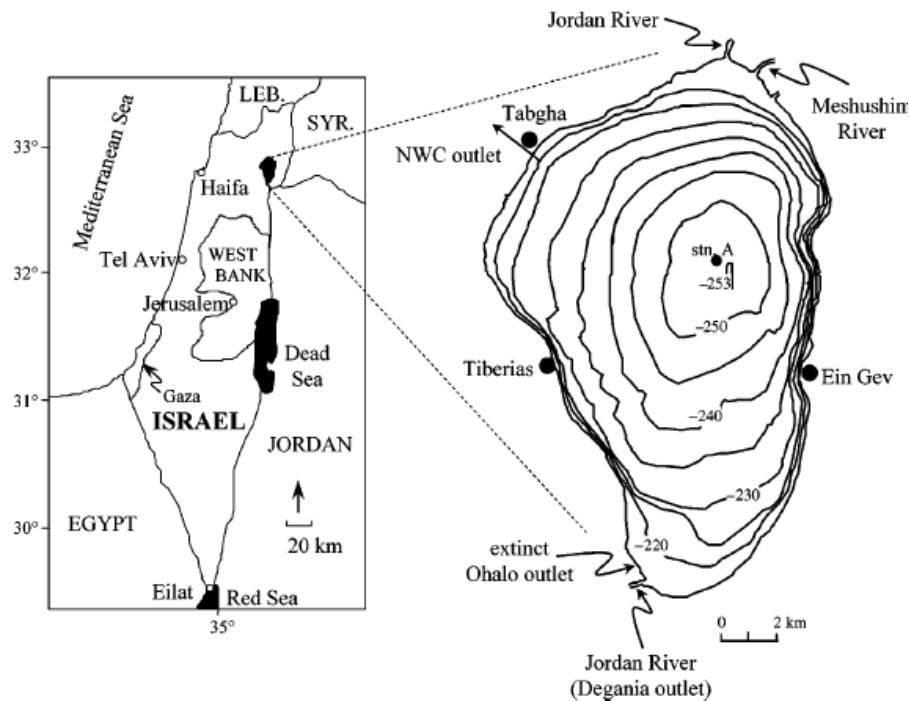 Mediterranean Sea
LEB.
SYR.
33°
Haifa
Tel Aviv
WEST
BANK
32°
Jerusalem
Dead
Sea
31°
Gaza
ISRAEL
JORDAN
20 km
30°
EGYPT
Eilat
Red Sea
35°
Jordan River
Meshushim
River
Tabgha
NWC outlet
stn. A
–253
–250
Tiberias
Ein Gev
–240
–230
–220
extinct
Ohalo outlet
0 2 km
Jordan River
(Degania outlet)